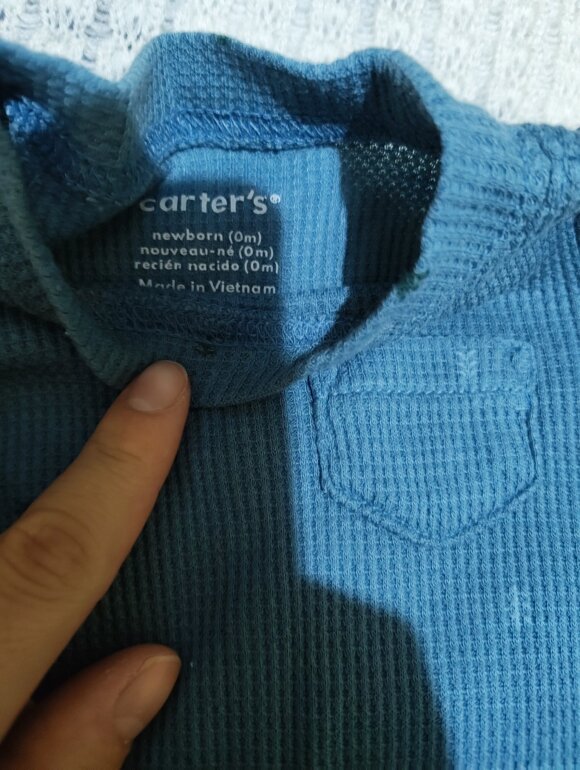 carter's®
newborn (0m)
nouveau-né (0m)
recién nacido (0m)
Made in Vietnam